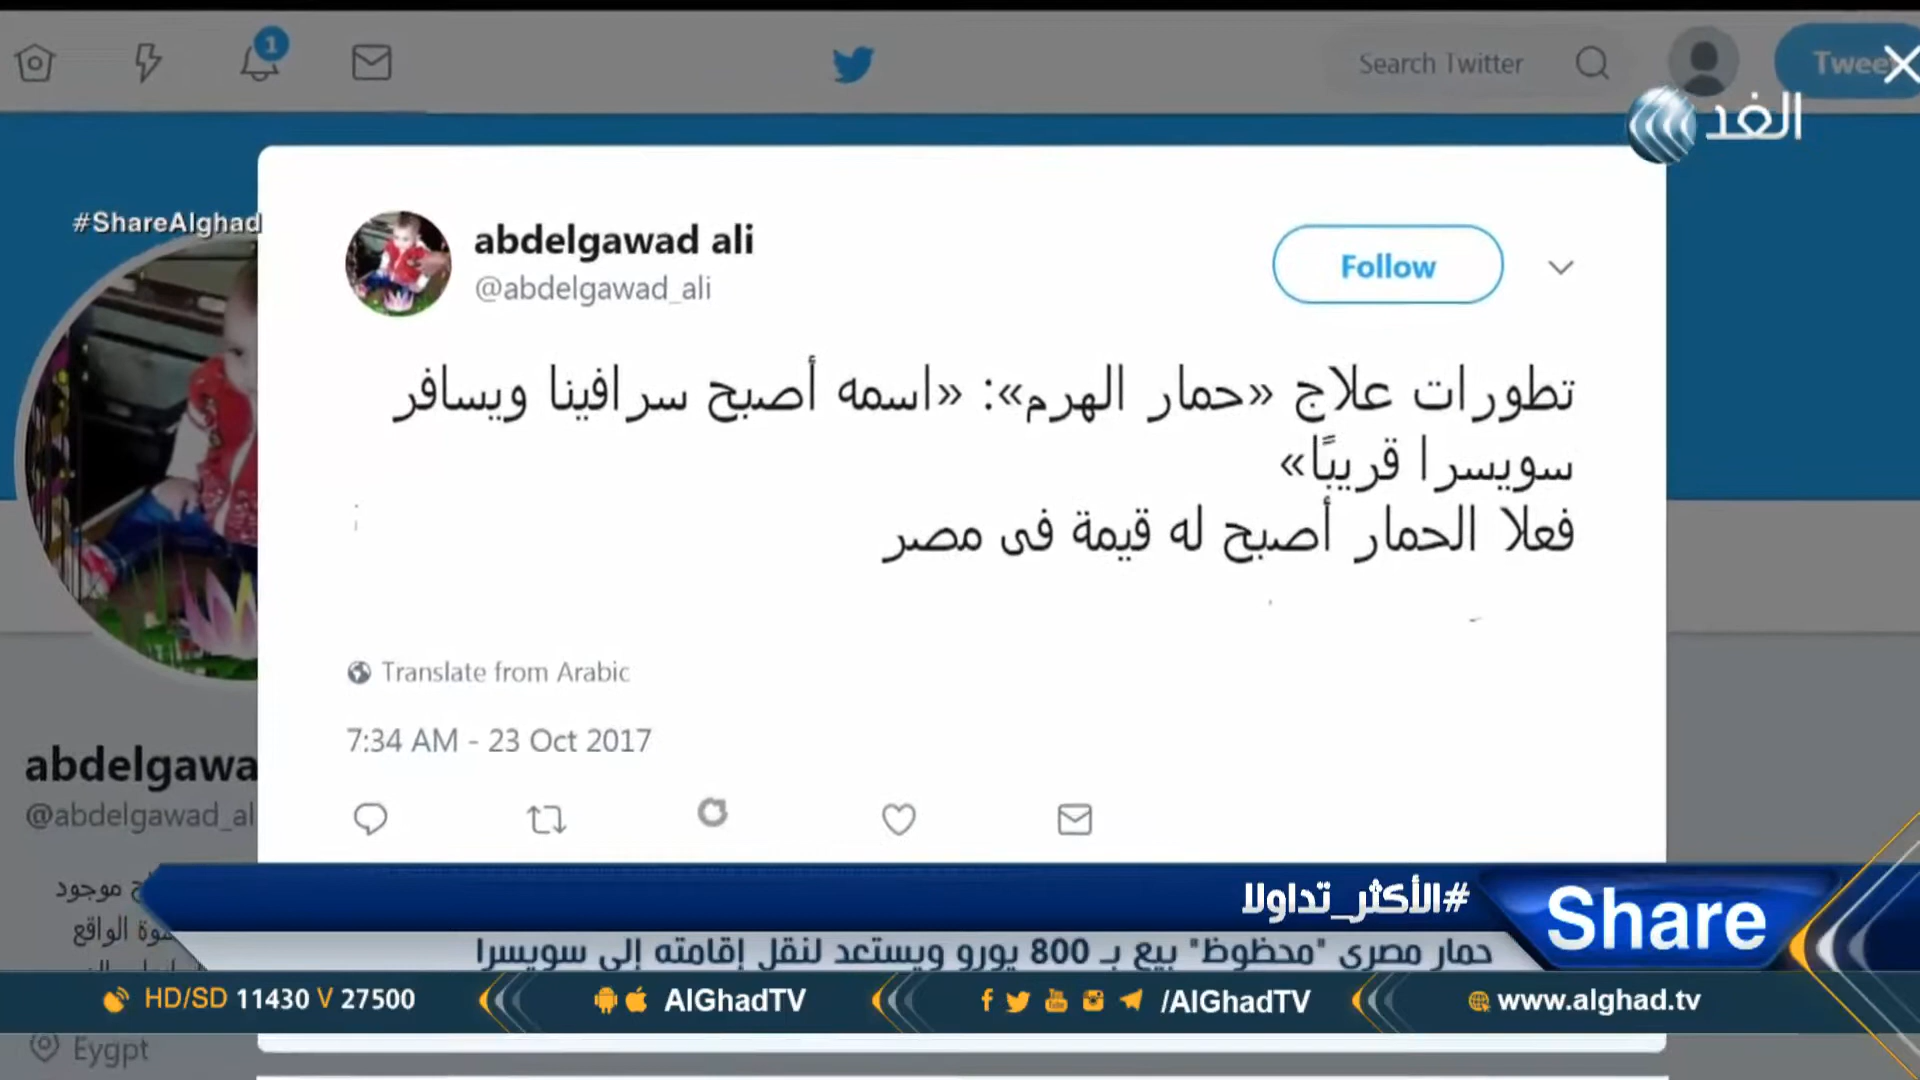 1
Search Twitter
Twee
الغد
#ShareAlghad
abdelgawad ali
@abdelgawad_ali
Follow
تطورات علاج «حمار الهرم»: «اسمه أصبح سرافينا ويسافر
سويسرا قريبًا»
فعلا الحمار أصبح له قيمة فى مصر
Translate from Arabic
7:34 AM - 23 Oct 2017
abdelgawa
@abdelgawad_al
موجود
الواقع
#الأكثر_تداولا
Share
حمار مصرى "محظوظ" بيع بـ 800 يورو ويستعد لنقل إقامته إلى سويسرا
HD/SD 11430 V 27500
AlGhadTV
/AlGhadTV
www.alghad.tv
Eygpt